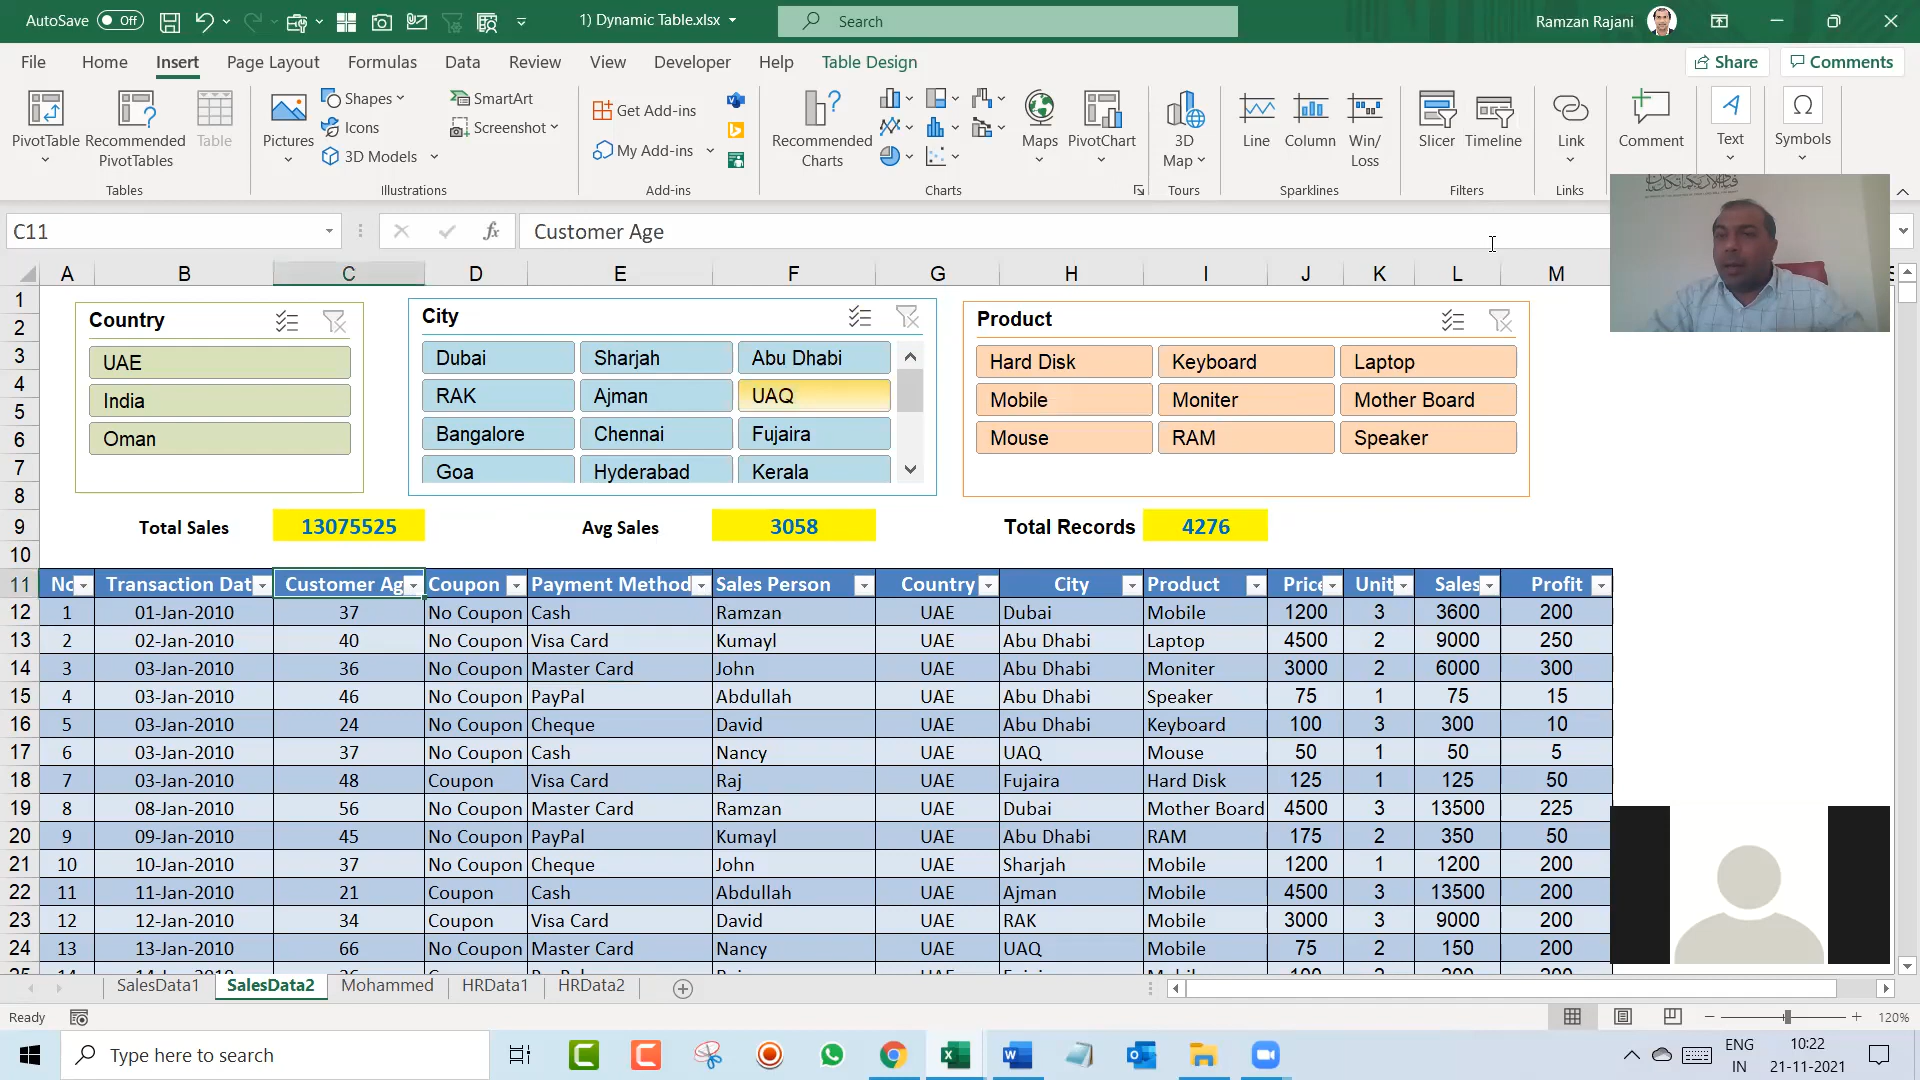 AutoSave Off 1) Dynamic Table.xlsx Search Ramzan Rajani
File Home Insert Page Layout Formulas Data Review View Developer Help Table Design Share Comments
PivotTable Recommended PivotTables Table Pictures Shapes Icons 3D Models SmartArt Screenshot Get Add-ins My Add-ins Recommended Charts Maps PivotChart 3D Map Line Column Win/Loss Slicer Timeline Link Comment Text Symbols
Tables Illustrations Add-ins Charts Tours Sparklines Filters Links
C11 fx Customer Age
A B C D E F G H I J K L M
1
2
3
4
5
6
7
8
Country
UAE
India
Oman
City
Dubai Sharjah Abu Dhabi
RAK Ajman UAQ
Bangalore Chennai Fujaira
Goa Hyderabad Kerala
Product
Hard Disk Keyboard Laptop
Mobile Moniter Mother Board
Mouse RAM Speaker
9 Total Sales 13075525 Avg Sales 3058 Total Records 4276
10
11 No Transaction Dat Customer Ag Coupon Payment Method Sales Person Country City Product Price Unit Sales Profit
12 1 01-Jan-2010 37 No Coupon Cash Ramzan UAE Dubai Mobile 1200 3 3600 200
13 2 02-Jan-2010 40 No Coupon Visa Card Kumayl UAE Abu Dhabi Laptop 4500 2 9000 250
14 3 03-Jan-2010 36 No Coupon Master Card John UAE Abu Dhabi Moniter 3000 2 6000 300
15 4 03-Jan-2010 46 No Coupon PayPal Abdullah UAE Abu Dhabi Speaker 75 1 75 15
16 5 03-Jan-2010 24 No Coupon Cheque David UAE Abu Dhabi Keyboard 100 3 300 10
17 6 03-Jan-2010 37 No Coupon Cash Nancy UAE UAQ Mouse 50 1 50 5
18 7 03-Jan-2010 48 Coupon Visa Card Raj UAE Fujaira Hard Disk 125 1 125 50
19 8 08-Jan-2010 56 No Coupon Master Card Ramzan UAE Dubai Mother Board 4500 3 13500 225
20 9 09-Jan-2010 45 No Coupon PayPal Kumayl UAE Abu Dhabi RAM 175 2 350 50
21 10 10-Jan-2010 37 No Coupon Cheque John UAE Sharjah Mobile 1200 1 1200 200
22 11 11-Jan-2010 21 Coupon Cash Abdullah UAE Ajman Mobile 4500 3 13500 200
23 12 12-Jan-2010 34 Coupon Visa Card David UAE RAK Mobile 3000 3 9000 200
24 13 13-Jan-2010 66 No Coupon Master Card Nancy UAE UAQ Mobile 75 2 150 200
SalesData1 SalesData2 Mohammed HRData1 HRData2
Ready 120%
Type here to search ENG IN 10:22 21-11-2021